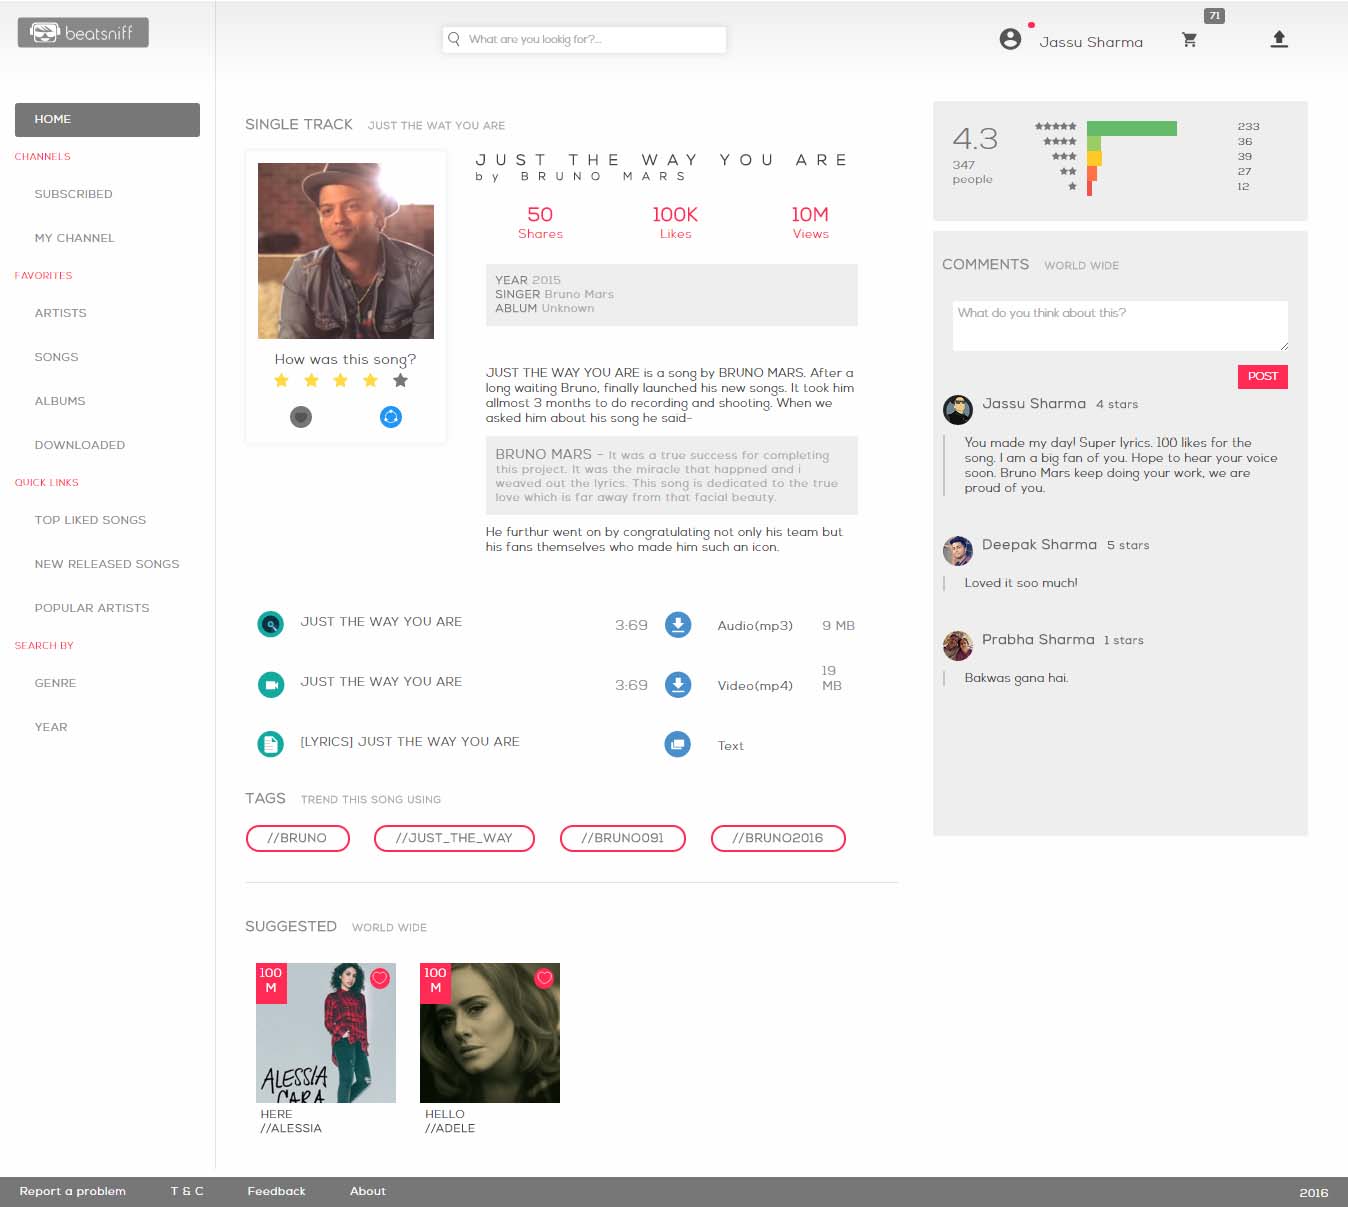 beatsniff
What are you lookig for?...
Jassu Sharma
71
HOME
CHANNELS
SUBSCRIBED
MY CHANNEL
FAVORITES
ARTISTS
SONGS
ALBUMS
DOWNLOADED
QUICK LINKS
TOP LIKED SONGS
NEW RELEASED SONGS
POPULAR ARTISTS
SEARCH BY
GENRE
YEAR
SINGLE TRACK JUST THE WAT YOU ARE
How was this song?
JUST THE WAY YOU ARE
by BRUNO MARS
50 100K 10M
Shares Likes Views
YEAR 2015
SINGER Bruno Mars
ABLUM Unknown
JUST THE WAY YOU ARE is a song by BRUNO MARS. After a
long waiting Bruno, finally launched his new songs. It took him
allmost 3 months to do recording and shooting. When we
asked him about his song he said-
BRUNO MARS - It was a true success for completing
this project. It was the miracle that happned and i
weaved out the lyrics. This song is dedicated to the true
love which is far away from that facial beauty.
He furthur went on by congratulating not only his team but
his fans themselves who made him such an icon.
JUST THE WAY YOU ARE 3:69 Audio(mp3) 9 MB
JUST THE WAY YOU ARE 3:69 Video(mp4) 19
MB
[LYRICS] JUST THE WAY YOU ARE Text
TAGS TREND THIS SONG USING
//BRUNO //JUST_THE_WAY //BRUNO091 //BRUNO2016
SUGGESTED WORLD WIDE
100
M
ALESSIA
CARA
HERE
//ALESSIA
100
M
HELLO
//ADELE
4.3
347
people
233
36
39
27
12
COMMENTS WORLD WIDE
What do you think about this?
POST
Jassu Sharma 4 stars
You made my day! Super lyrics. 100 likes for the
song. I am a big fan of you. Hope to hear your voice
soon. Bruno Mars keep doing your work, we are
proud of you.
Deepak Sharma 5 stars
Loved it soo much!
Prabha Sharma 1 stars
Bakwas gana hai.
Report a problem T & C Feedback About 2016